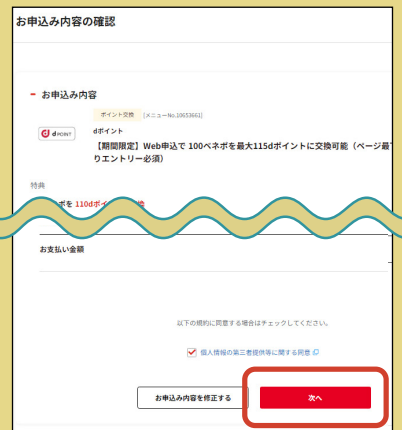 お申込み内容の確認
お申込み内容
ポイント交換 [メニューNo.10653661]
d POINT
dポイント
【期間限定】Web申込で 100ベネポを最大115dポイントに交換可能（ページ最下
りエントリー必須）
特典
ポを 110dポイ
お支払い金額
以下の規約に同意する場合はチェックしてください。
個人情報の第三者提供等に関する同意
お申込み内容を修正する
次へ